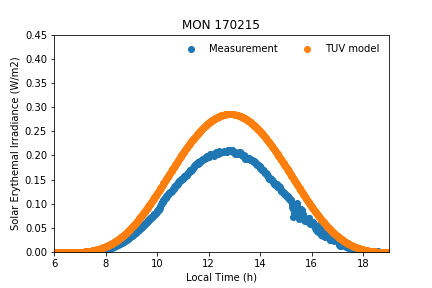 MON 170215
Measurement
TUV model
Solar Erythemal Irradiance (W/m2)
0.45
0.40
0.35
0.30
0.25
0.20
0.15
0.10
0.05
0.00
6 8 10 12 14 16 18
Local Time (h)